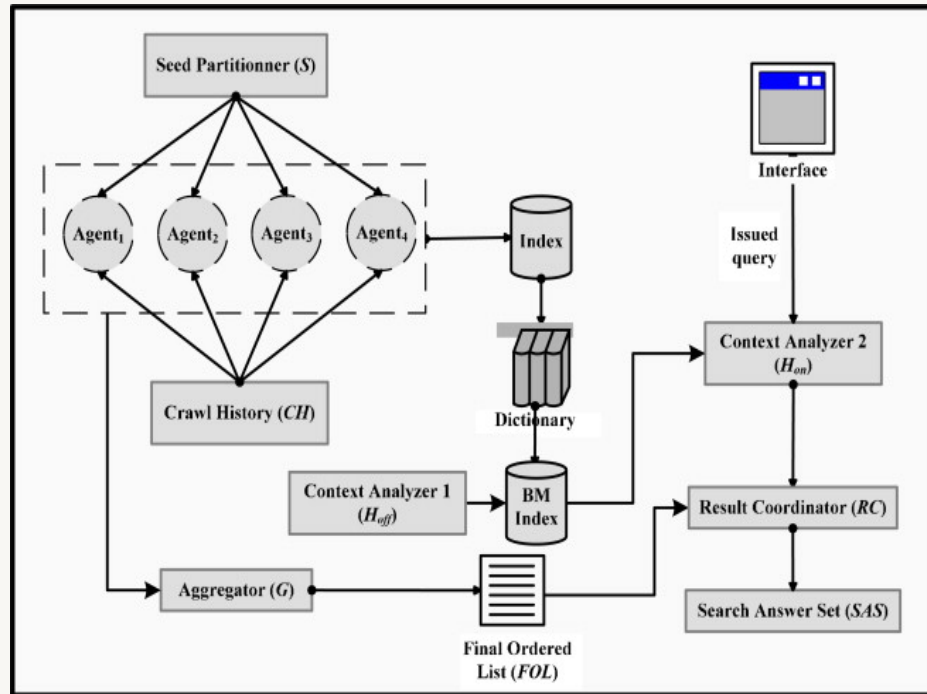 Seed Partitionner (S)
Interface
Agent1
Agent2
Agent3
Agent4
Index
Issued
query
Context Analyzer 2
(Hon)
Crawl History (CH)
Dictionary
Context Analyzer 1
(Hoff)
BM
Index
Result Coordinator (RC)
Aggregator (G)
Search Answer Set (SAS)
Final Ordered
List (FOL)